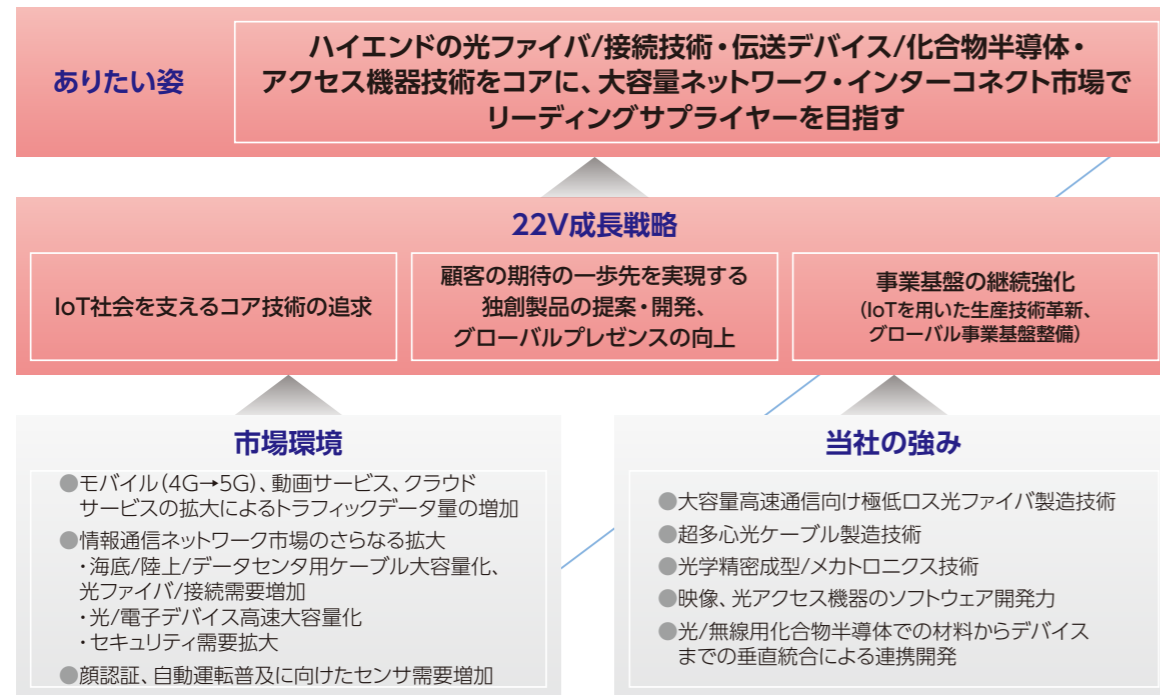 ありたい姿
ハイエンドの光ファイバ/接続技術・伝送デバイス/化合物半導体・
アクセス機器技術をコアに、大容量ネットワーク・インターコネクト市場で
リーディングサプライヤーを目指す
22V成長戦略
IoT社会を支えるコア技術の追求
顧客の期待の一歩先を実現する
独創製品の提案・開発、
グローバルプレゼンスの向上
事業基盤の継続強化
(IoTを用いた生産技術革新、
グローバル事業基盤整備)
市場環境
●モバイル(4G→5G)、動画サービス、クラウド
サービスの拡大によるトラフィックデータ量の増加
●情報通信ネットワーク市場のさらなる拡大
・海底/陸上/データセンタ用ケーブル大容量化、
光ファイバ/接続需要増加
・光/電子デバイス高速大容量化
・セキュリティ需要拡大
●顔認証、自動運転普及に向けたセンサ需要増加
当社の強み
●大容量高速通信向け極低ロス光ファイバ製造技術
●超多心光ケーブル製造技術
●光学精密成型/メカトロニクス技術
●映像、光アクセス機器のソフトウェア開発力
●光/無線用化合物半導体での材料からデバイス
までの垂直統合による連携開発